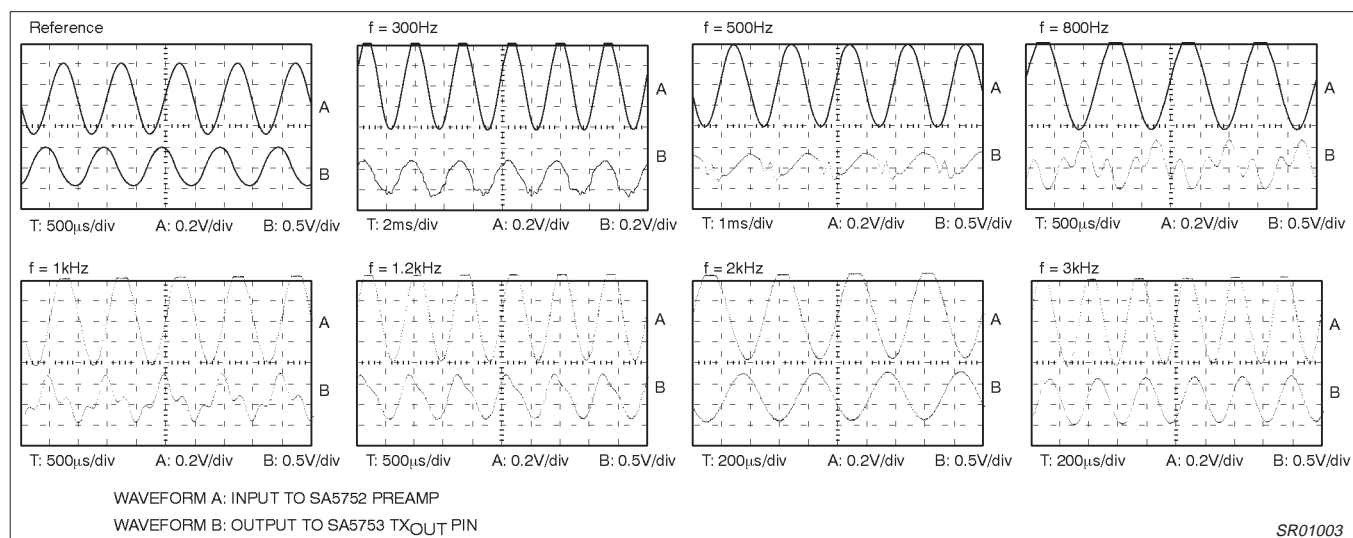 Reference
f = 300Hz
f = 500Hz
f = 800Hz
A
B
A
B
A
B
A
B
T: 500µs/div A: 0.2V/div B: 0.5V/div
T: 2ms/div A: 0.2V/div B: 0.2V/div
T: 1ms/div A: 0.2V/div B: 0.5V/div
T: 500µs/div A: 0.2V/div B: 0.5V/div
f = 1kHz
f = 1.2kHz
f = 2kHz
f = 3kHz
A
B
A
B
A
B
A
B
T: 500µs/div A: 0.2V/div B: 0.5V/div
T: 500µs/div A: 0.2V/div B: 0.5V/div
T: 200µs/div A: 0.2V/div B: 0.5V/div
T: 200µs/div A: 0.2V/div B: 0.5V/div
WAVEFORM A: INPUT TO SA5752 PREAMP
WAVEFORM B: OUTPUT TO SA5753 TXOUT PIN
SR01003